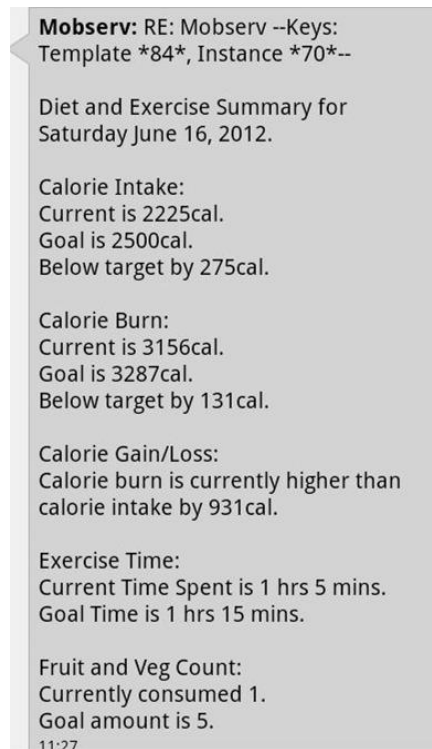 Mobserv: RE: Mobserv --Keys:
Template *84*, Instance *70*--
Diet and Exercise Summary for
Saturday June 16, 2012.
Calorie Intake:
Current is 2225cal.
Goal is 2500cal.
Below target by 275cal.
Calorie Burn:
Current is 3156cal.
Goal is 3287cal.
Below target by 131cal.
Calorie Gain/Loss:
Calorie burn is currently higher than
calorie intake by 931cal.
Exercise Time:
Current Time Spent is 1 hrs 5 mins.
Goal Time is 1 hrs 15 mins.
Fruit and Veg Count:
Currently consumed 1.
Goal amount is 5.
11:27